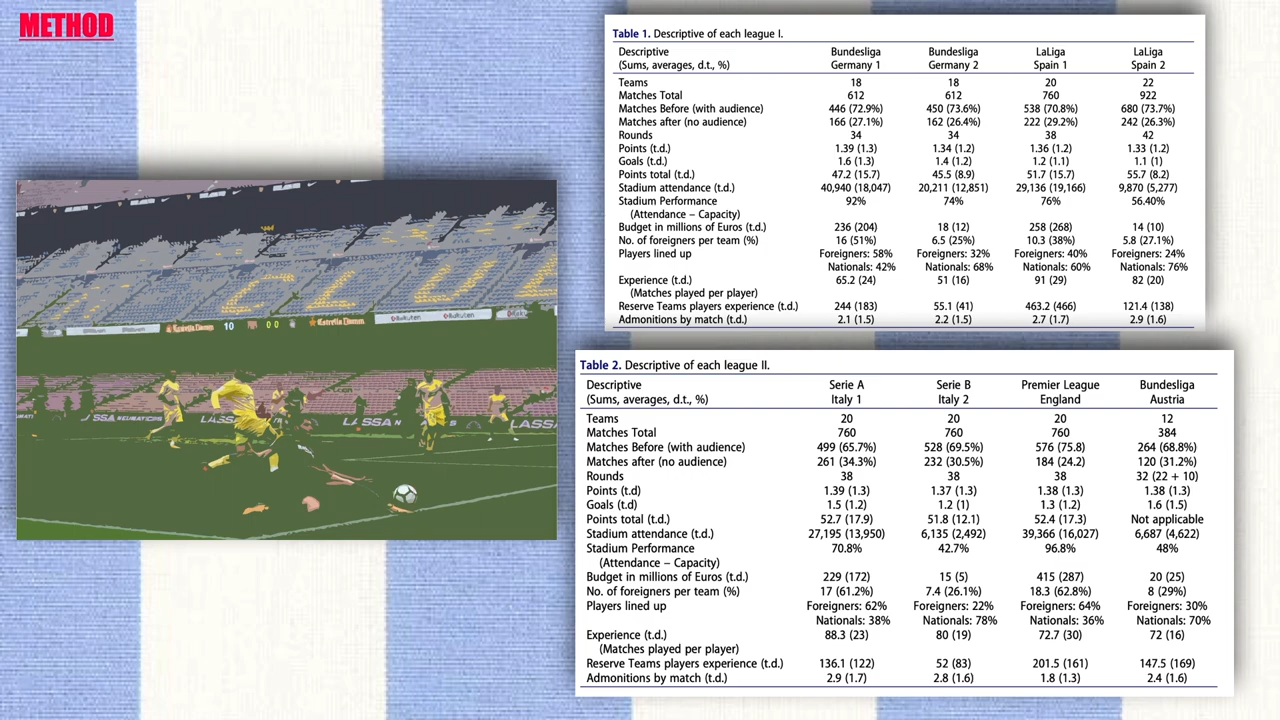 METHOD
Table 1. Descriptive of each league I.
Descriptive Bundesliga Bundesliga LaLiga LaLiga
(Sums, averages, d.t., %) Germany 1 Germany 2 Spain 1 Spain 2
Teams 18 18 20 22
Matches Total 612 612 760 922
Matches Before (with audience) 446 (72.9%) 450 (73.6%) 538 (70.8%) 680 (73.7%)
Matches after (no audience) 166 (27.1%) 162 (26.4%) 222 (29.2%) 242 (26.3%)
Rounds 34 34 38 42
Points (t.d.) 1.39 (1.3) 1.34 (1.2) 1.36 (1.2) 1.33 (1.2)
Goals (t.d.) 1.6 (1.3) 1.4 (1.2) 1.2 (1.1) 1.1 (1)
Points total (t.d.) 47.2 (15.7) 45.5 (8.9) 51.7 (15.7) 55.7 (8.2)
Stadium attendance (t.d.) 40,940 (18,047) 20,211 (12,851) 29,136 (19,166) 9,870 (5,277)
Stadium Performance 92% 74% 76% 56.40%
(Attendance – Capacity)
Budget in millions of Euros (t.d.) 236 (204) 18 (12) 258 (268) 14 (10)
No. of foreigners per team (%) 16 (51%) 6.5 (25%) 10.3 (38%) 5.8 (27.1%)
Players lined up Foreigners: 58% Foreigners: 32% Foreigners: 40% Foreigners: 24%
Nationals: 42% Nationals: 68% Nationals: 60% Nationals: 76%
Experience (t.d.) 65.2 (24) 51 (16) 91 (29) 82 (20)
(Matches played per player)
Reserve Teams players experience (t.d.) 244 (183) 55.1 (41) 463.2 (466) 121.4 (138)
Admonitions by match (t.d.) 2.1 (1.5) 2.2 (1.5) 2.7 (1.7) 2.9 (1.6)
CLU
Estrella Damm 10 0 0 Estrella Damm Rakuten Rakuten
SSA NEUMATICOS LASSA LASSA N LASSA
Table 2. Descriptive of each league II.
Descriptive Serie A Serie B Premier League Bundesliga
(Sums, averages, d.t., %) Italy 1 Italy 2 England Austria
Teams 20 20 20 12
Matches Total 760 760 760 384
Matches Before (with audience) 499 (65.7%) 528 (69.5%) 576 (75.8) 264 (68.8%)
Matches after (no audience) 261 (34.3%) 232 (30.5%) 184 (24.2) 120 (31.2%)
Rounds 38 38 38 32 (22 + 10)
Points (t.d) 1.39 (1.3) 1.37 (1.3) 1.38 (1.3) 1.38 (1.3)
Goals (t.d) 1.5 (1.2) 1.2 (1) 1.3 (1.2) 1.6 (1.5)
Points total (t.d.) 52.7 (17.9) 51.8 (12.1) 52.4 (17.3) Not applicable
Stadium attendance (t.d.) 27,195 (13,950) 6,135 (2,492) 39,366 (16,027) 6,687 (4,622)
Stadium Performance 70.8% 42.7% 96.8% 48%
(Attendance – Capacity)
Budget in millions of Euros (t.d.) 229 (172) 15 (5) 415 (287) 20 (25)
No. of foreigners per team (%) 17 (61.2%) 7.4 (26.1%) 18.3 (62.8%) 8 (29%)
Players lined up Foreigners: 62% Foreigners: 22% Foreigners: 64% Foreigners: 30%
Nationals: 38% Nationals: 78% Nationals: 36% Nationals: 70%
Experience (t.d.) 88.3 (23) 80 (19) 72.7 (30) 72 (16)
(Matches played per player)
Reserve Teams players experience (t.d.) 136.1 (122) 52 (83) 201.5 (161) 147.5 (169)
Admonitions by match (t.d.) 2.9 (1.7) 2.8 (1.6) 1.8 (1.3) 2.4 (1.6)